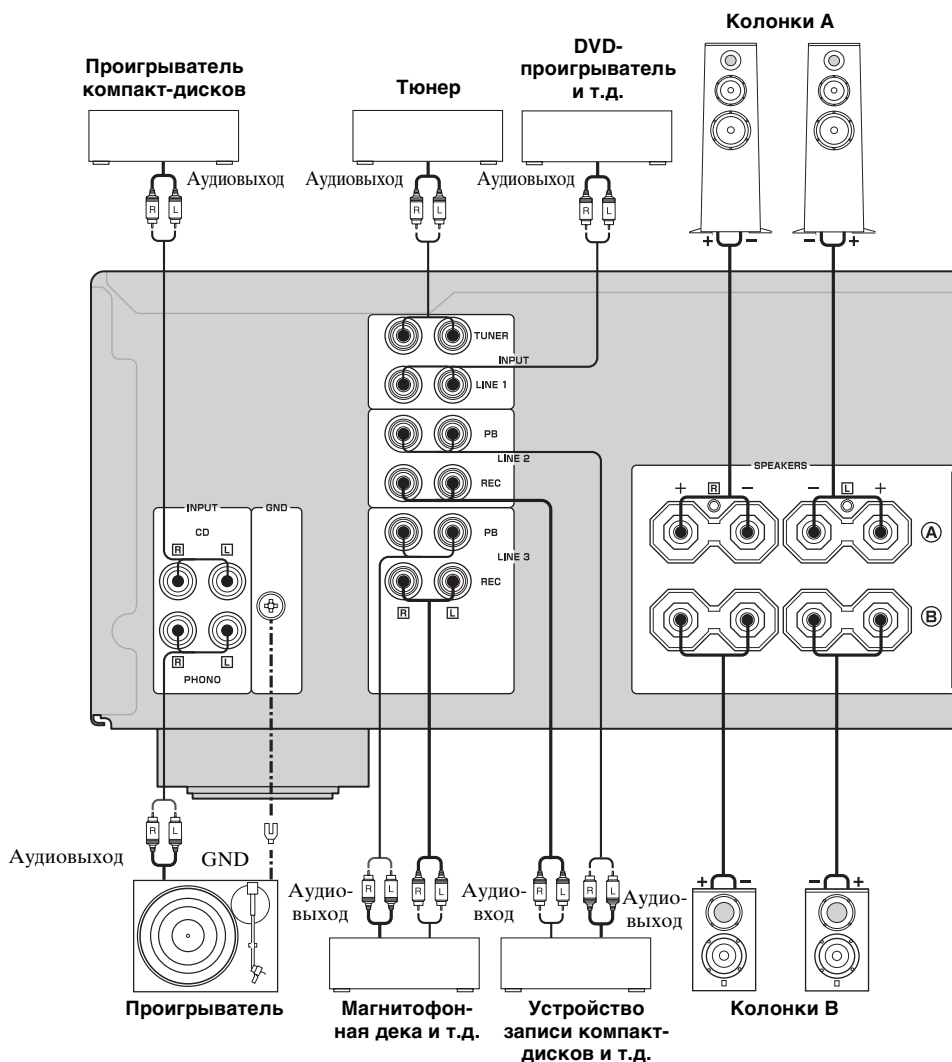 Колонки А
DVD-
проигрыватель
и т.д.
Проигрыватель
компакт-дисков
Тюнер
Аудиовыход
Аудиовыход
Аудиовыход
R L
R L
R L
+ −
− +
TUNER
INPUT
LINE 1
PB
LINE 2
REC
PB
LINE 3
REC
R L
SPEAKERS
+ R − − L +
A
B
INPUT
GND
CD
R L
R L
PHONO
R L
Аудиовыход
GND
Аудио-
выход
R L
R L
Аудио-
вход
R L
R L
Аудио-
выход
+ −
− +
Проигрыватель
Магнитофон-
ная дека и т.д.
Устройство
записи компакт-
дисков и т.д.
Колонки В